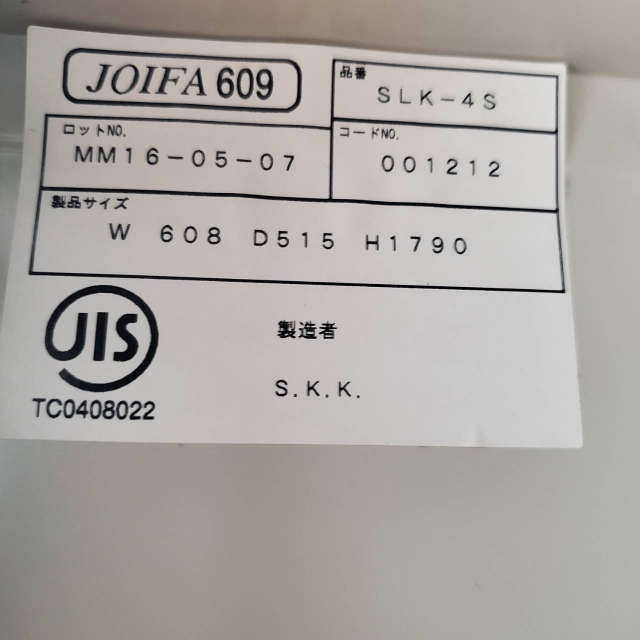 JOIFA 609
品番
SLK-4S
ロットNO.
MM16-05-07
コードNO.
001212
製品サイズ
W 608 D515 H1790
JIS
TC0408022
製造者
S.K.K.